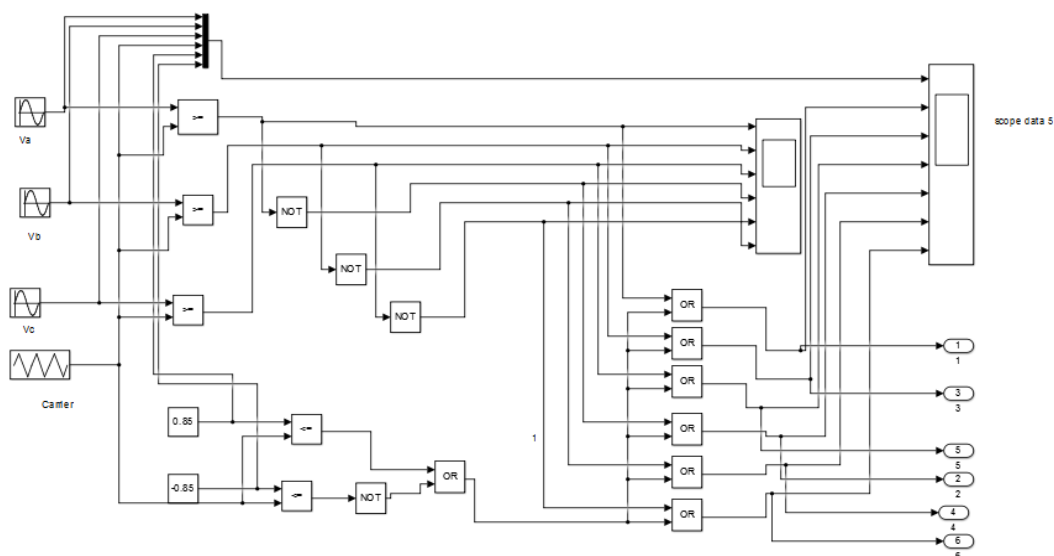 scope data 5
>=
Va
>=
NOT
Vb
NOT
>=
NOT
OR
Vc
OR
1
1
OR
3
3
Carrier
0.85
<=
OR
1
5
5
OR
OR
2
2
-0.85
<=
NOT
OR
4
4
6